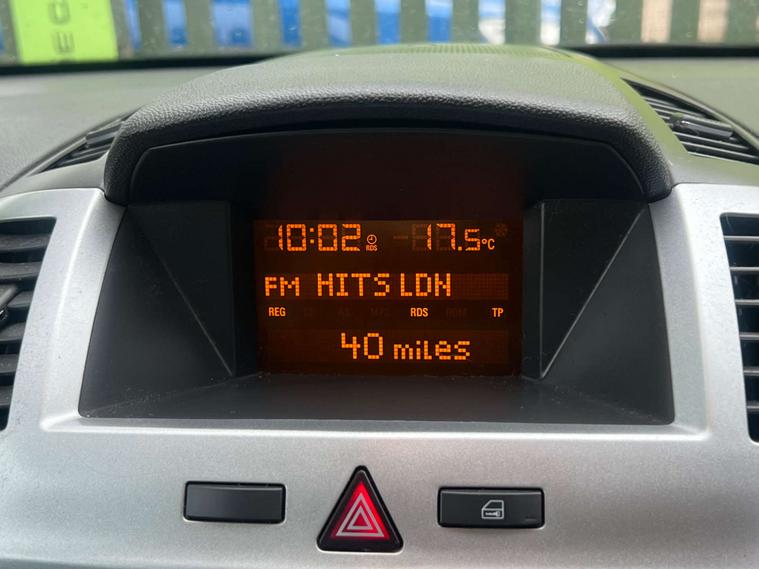 10:02 RDS 17.5°C
FM HITS LDN
REG RDS TP
40 miles